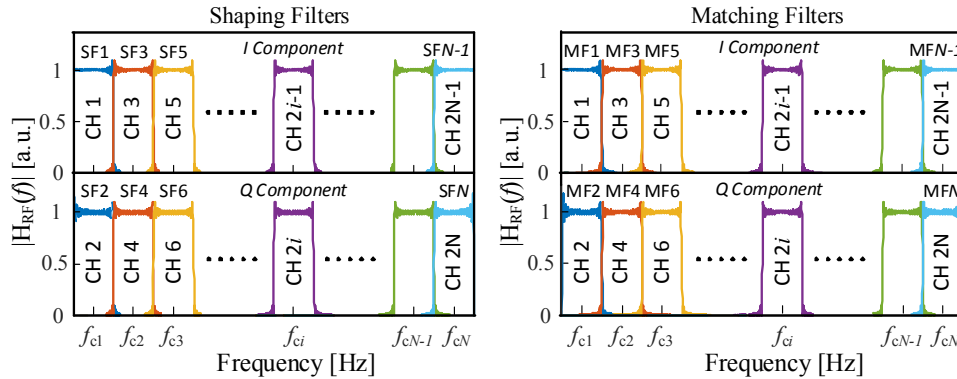 Shaping Filters
SF1 SF3 SF5 I Component SFN-1
1
0.5
0
CH 1
CH 3
CH 5
CH 2i-1
CH 2N-1
SF2 SF4 SF6 Q Component SFN
1
0.5
0
CH 2
CH 4
CH 6
CH 2i
CH 2N
|HRF(f)| [a.u.]
fc1 fc2 fc3 fci fcN-1 fcN
Frequency [Hz]
Matching Filters
MF1 MF3 MF5 I Component MFN-1
1
0.5
0
CH 1
CH 3
CH 5
CH 2i-1
CH 2N-1
MF2 MF4 MF6 Q Component MFN
1
0.5
0
CH 2
CH 4
CH 6
CH 2i
CH 2N
|HRF(f)| [a.u.]
fc1 fc2 fc3 fci fcN-1 fcN
Frequency [Hz]